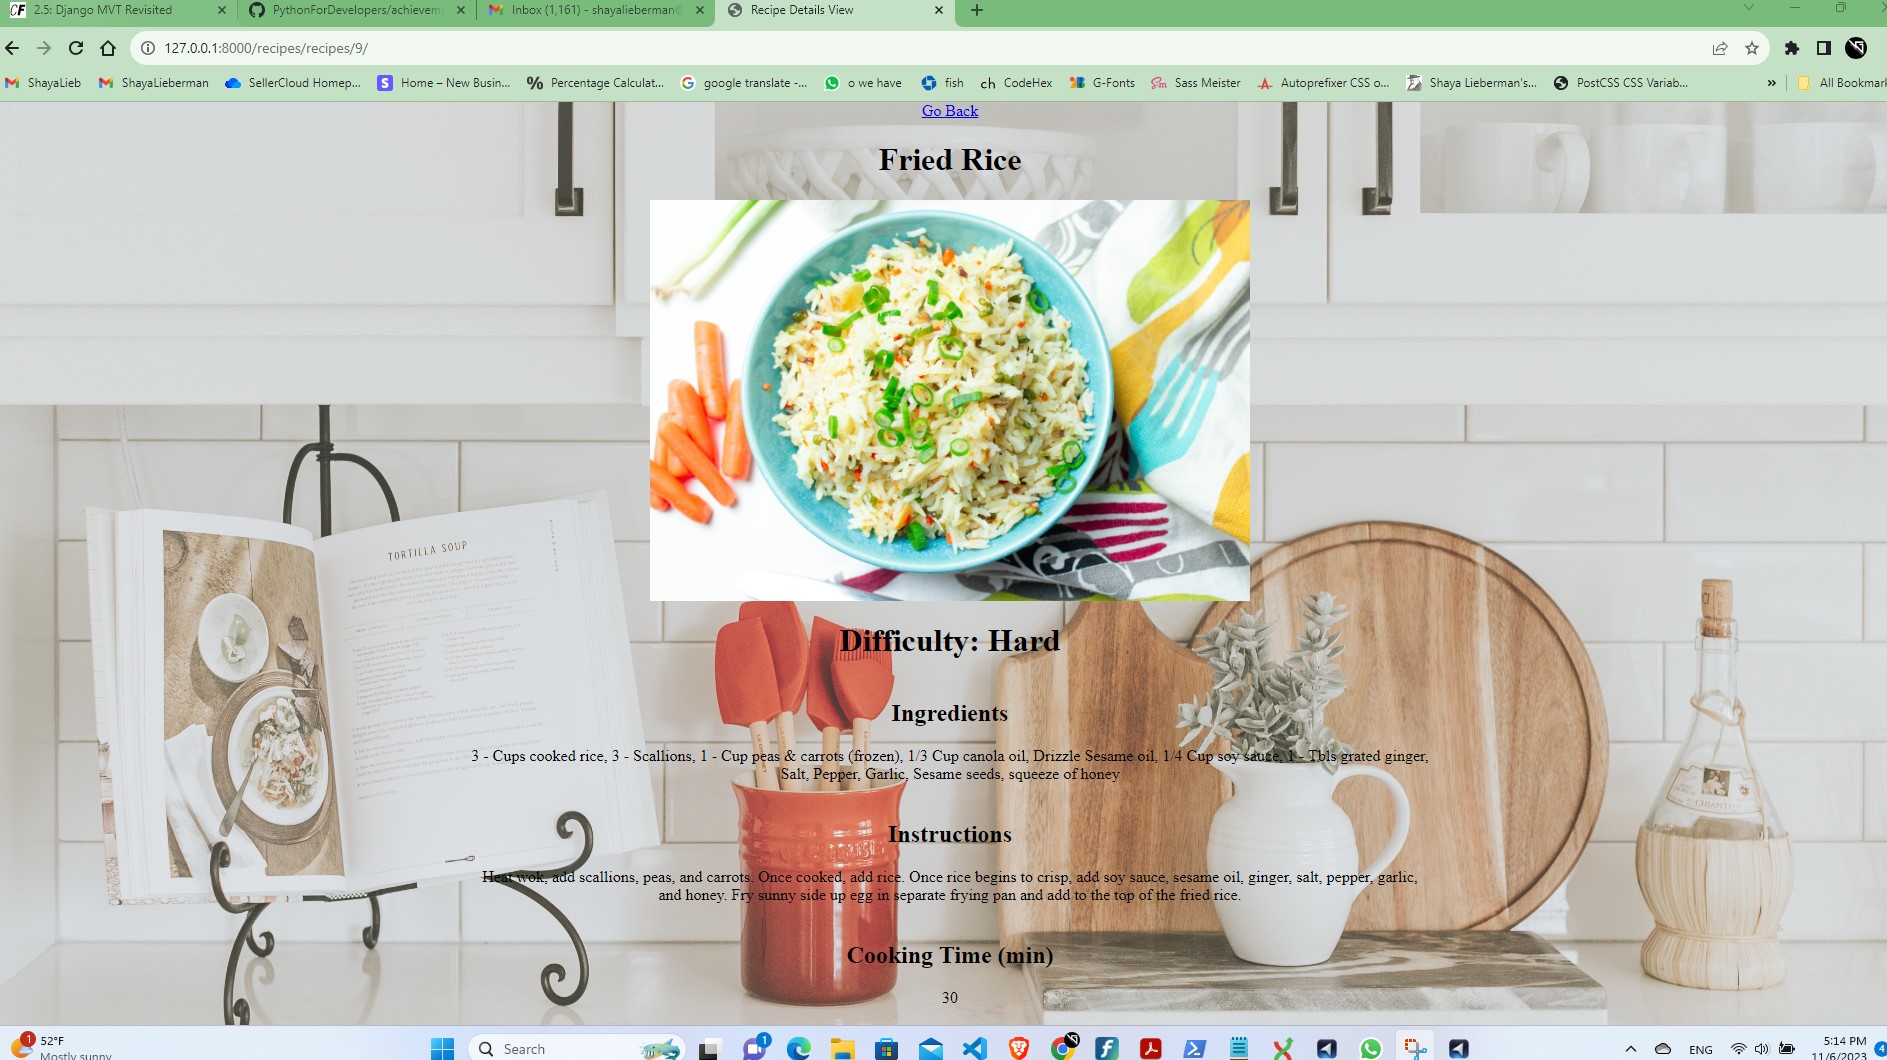 2.5: Django MVT Revisited
PythonForDevelopers/achievem
Inbox (1,161) - shayalieberman@
Recipe Details View
127.0.0.1:8000/recipes/recipes/9/
ShayaLieb
ShayaLieberman
SellerCloud Homep...
Home – New Busin...
Percentage Calculat...
google translate -...
o we have
fish
CodeHex
G-Fonts
Sass Meister
Autoprefixer CSS o...
Shaya Lieberman's...
PostCSS CSS Variab...
»
All Bookmark
Go Back
Fried Rice
Difficulty: Hard
TORTILLA SOUP
Ingredients
3 - Cups cooked rice, 3 - Scallions, 1 - Cup peas & carrots (frozen), 1/3 Cup canola oil, Drizzle Sesame oil, 1/4 Cup soy sauce, 1 - Tbls grated ginger,
Salt, Pepper, Garlic, Sesame seeds, squeeze of honey
CHIANTI
Instructions
Heat wok, add scallions, peas, and carrots. Once cooked, add rice. Once rice begins to crisp, add soy sauce, sesame oil, ginger, salt, pepper, garlic,
and honey. Fry sunny side up egg in separate frying pan and add to the top of the fried rice.
Cooking Time (min)
30
1
52°F
Mostly sunny
Search
1
ENG
5:14 PM
11/6/2023
4